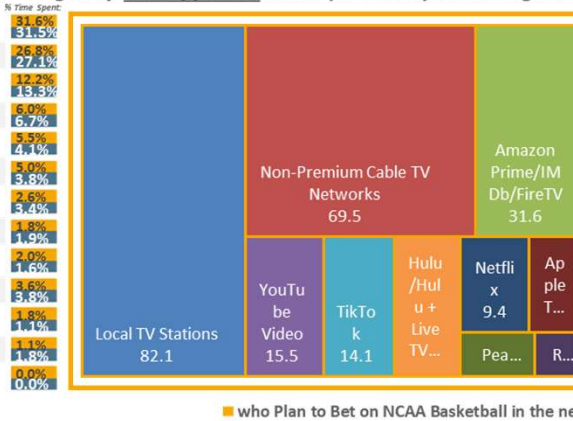 % Time Spent:
31.6%
31.5%
26.8%
27.1%
12.2%
13.3%
6.0%
6.7%
5.5%
4.1%
5.0%
3.8%
2.6%
3.4%
1.8%
1.9%
2.0%
1.6%
3.6%
3.8%
1.8%
1.1%
1.1%
1.8%
0.0%
0.0%
Local TV Stations
82.1
Non-Premium Cable TV
Networks
69.5
Amazon
Prime/IM
Db/FireTV
31.6
YouTu
be
Video
15.5
TikTo
k
14.1
Hulu
/Hul
u +
Live
TV...
Netfli
x
9.4
Ap
ple
T...
Pea...
R...
who Plan to Bet on NCAA Basketball in the ne